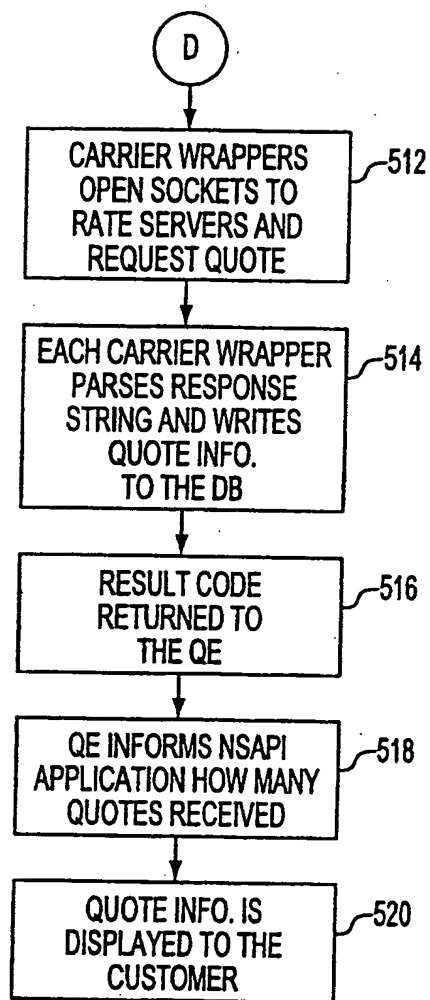 D
CARRIER WRAPPERS
OPEN SOCKETS TO
RATE SERVERS AND
REQUEST QUOTE
512
EACH CARRIER WRAPPER
PARSES RESPONSE
STRING AND WRITES
QUOTE INFO.
TO THE DB
514
RESULT CODE
RETURNED TO
THE QE
516
QE INFORMS NSAPI
APPLICATION HOW MANY
QUOTES RECEIVED
518
QUOTE INFO. IS
DISPLAYED TO THE
CUSTOMER
520